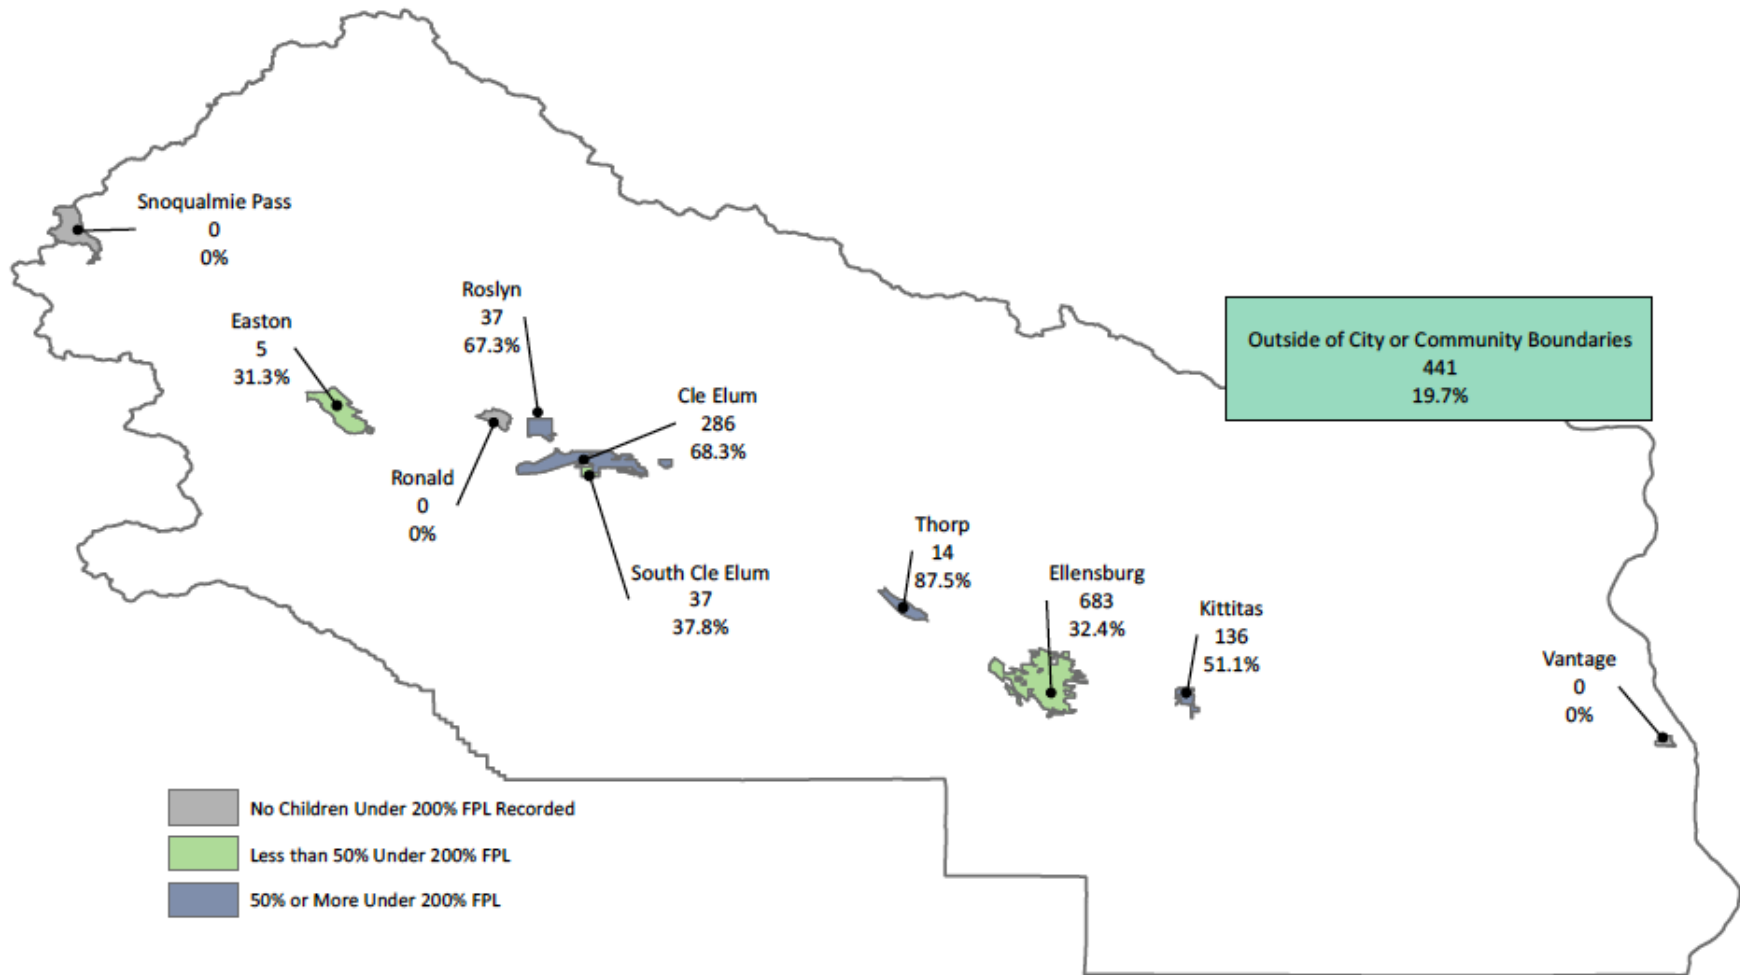 Snoqualmie Pass
0
0%
Easton
5
31.3%
Roslyn
37
67.3%
Outside of City or Community Boundaries
441
19.7%
Cle Elum
286
68.3%
Ronald
0
0%
South Cle Elum
37
37.8%
Thorp
14
87.5%
Ellensburg
683
32.4%
Kittitas
136
51.1%
Vantage
0
0%
No Children Under 200% FPL Recorded
Less than 50% Under 200% FPL
50% or More Under 200% FPL